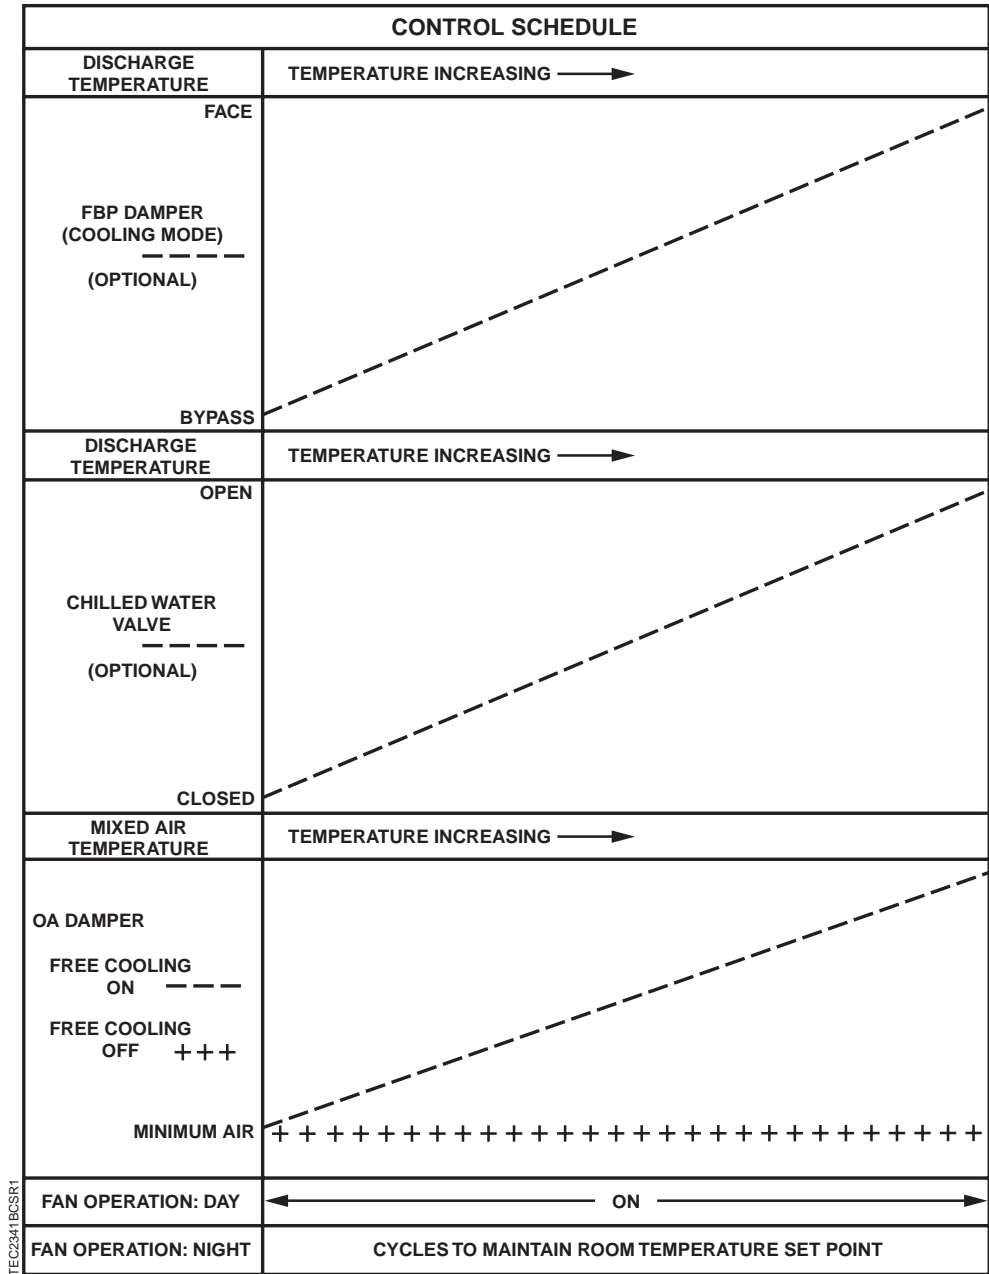 CONTROL SCHEDULE
DISCHARGE
TEMPERATURE
TEMPERATURE INCREASING
FACE
FBP DAMPER
(COOLING MODE)
(OPTIONAL)
BYPASS
DISCHARGE
TEMPERATURE
TEMPERATURE INCREASING
OPEN
CHILLED WATER
VALVE
(OPTIONAL)
CLOSED
MIXED AIR
TEMPERATURE
TEMPERATURE INCREASING
OA DAMPER
FREE COOLING
ON
FREE COOLING
OFF +++
MINIMUM AIR
FAN OPERATION: DAY
ON
FAN OPERATION: NIGHT
CYCLES TO MAINTAIN ROOM TEMPERATURE SET POINT
TEC2341BCSR1